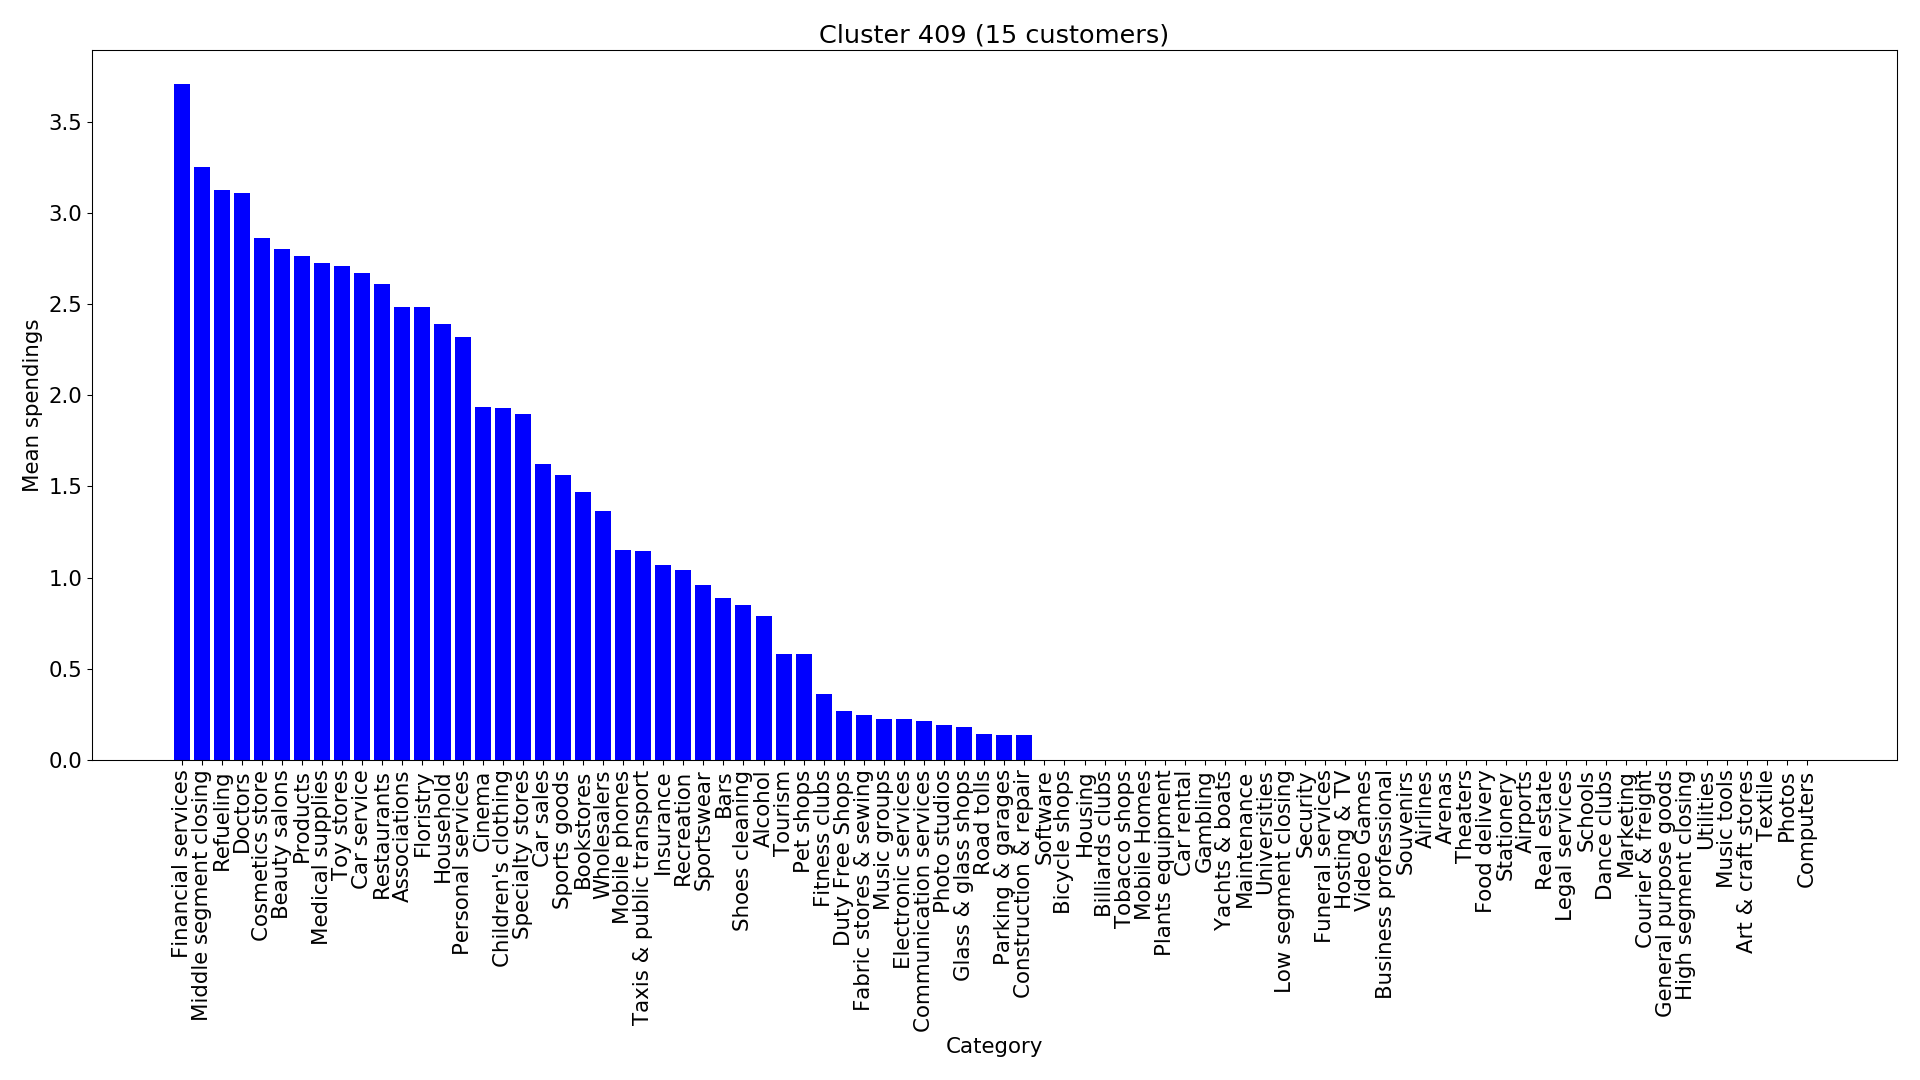 Cluster 409 (15 customers)
Mean spendings
3.5
3.0
2.5
2.0
1.5
1.0
0.5
0.0
Financial services
Middle segment closing
Refueling
Doctors
Cosmetics store
Beauty salons
Products
Medical supplies
Toy stores
Car service
Restaurants
Associations
Floristry
Household
Personal services
Cinema
Children's clothing
Specialty stores
Car sales
Sports goods
Bookstores
Wholesalers
Mobile phones
Taxis & public transport
Insurance
Recreation
Sportswear
Bars
Shoes cleaning
Alcohol
Tourism
Pet shops
Fitness clubs
Duty Free Shops
Fabric stores & sewing
Music groups
Electronic services
Communication services
Photo studios
Glass & glass shops
Road tolls
Parking & garages
Construction & repair
Software
Bicycle shops
Housing
Billiards clubs
Tobacco shops
Mobile Homes
Plants equipment
Car rental
Gambling
Yachts & boats
Maintenance
Universities
Low segment closing
Security
Funeral services
Hosting & TV
Video Games
Business professional
Souvenirs
Airlines
Arenas
Theaters
Food delivery
Stationery
Airports
Real estate
Legal services
Schools
Dance clubs
Marketing
Courier & freight
General purpose goods
High segment closing
Utilities
Music tools
Art & craft stores
Textile
Photos
Computers
Category